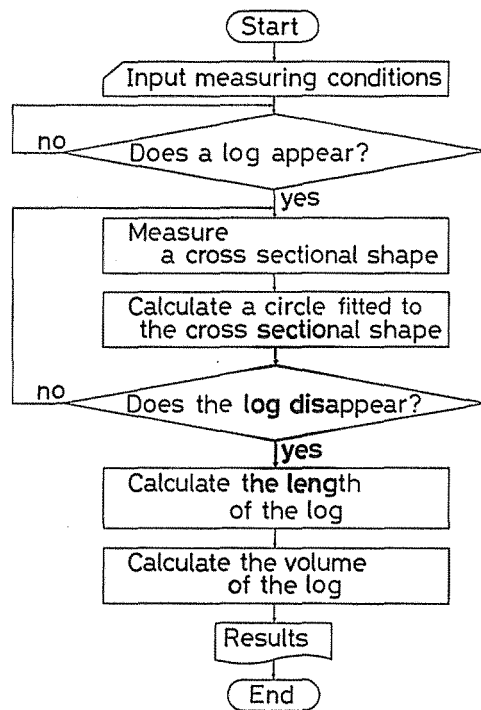 Start
Input measuring conditions
no
Does a log appear?
yes
Measure
a cross sectional shape
Calculate a circle fitted to
the cross sectional shape
no
Does the log disappear?
yes
Calculate the length
of the log
Calculate the volume
of the log
Results
End